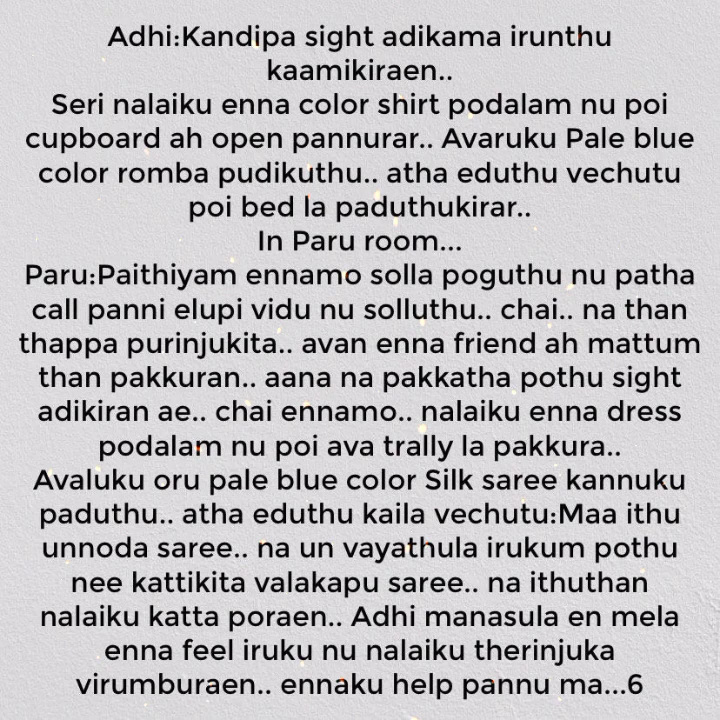 Adhi:Kandipa sight adikama irunthu
kaamikiraen..
Seri nalaiku enna color shirt podalam nu poi
cupboard ah open pannurar.. Avaruku Pale blue
color romba pudikuthu.. atha eduthu vechutu
poi bed la paduthukirar..
In Paru room...
Paru:Paithiyam ennamo solla poguthu nu patha
call panni elupi vidu nu solluthu.. chai.. na than
thappa purinjukita.. avan enna friend ah mattum
than pakkuran.. aana na pakkatha pothu sight
adikiran ae.. chai ennamo.. nalaiku enna dress
podalam nu poi ava trally la pakkura..
Avaluku oru pale blue color Silk saree kannuku
paduthu.. atha eduthu kaila vechutu:Maa ithu
unnoda saree.. na un vayathula irukum pothu
nee kattikita valakapu saree.. na ithuthan
nalaiku katta poraen.. Adhi manasula en mela
enna feel iruku nu nalaiku therinjuka
virumburaen.. ennaku help pannu ma...6